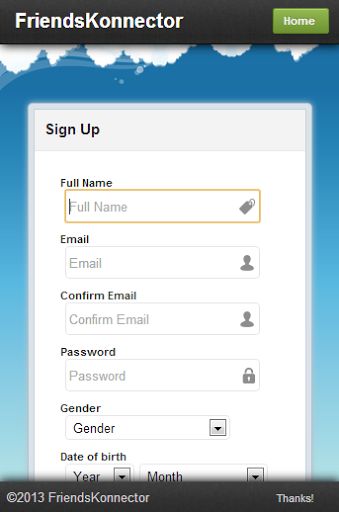 FriendsKonnector Home
Sign Up
Full Name
Full Name
Email
Email
Confirm Email
Confirm Email
Password
Password
Gender
Gender
Date of birth
Year Month
©2013 FriendsKonnector Thanks!